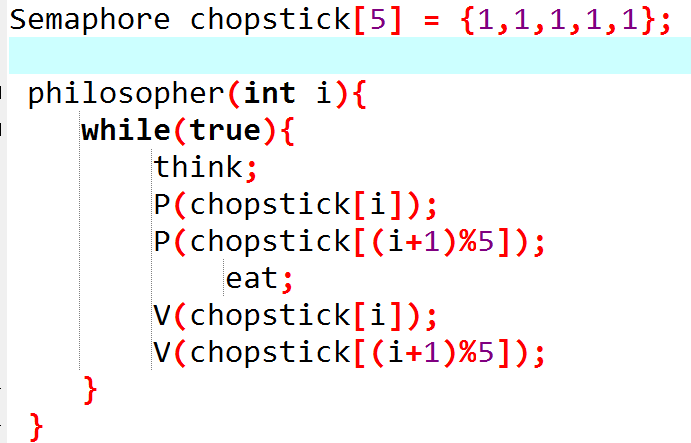 Semaphore chopstick[5] = {1,1,1,1,1};
philosopher(int i){
while(true){
think;
P(chopstick[i]);
P(chopstick[(i+1)%5]);
eat;
V(chopstick[i]);
V(chopstick[(i+1)%5]);
}
}